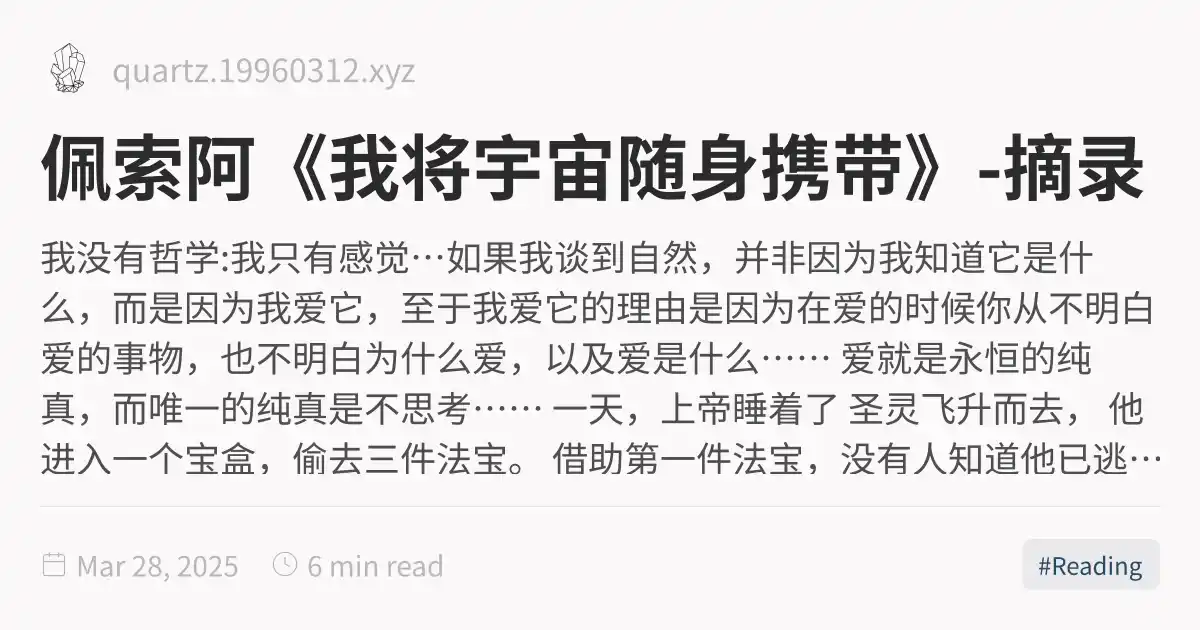 quartz.19960312.xyz
佩索阿《我将宇宙随身携带》-摘录
我没有哲学:我只有感觉…如果我谈到自然，并非因为我知道它是什
么，而是因为我爱它，至于我爱它的理由是因为在爱的时候你从不明白
爱的事物，也不明白为什么爱，以及爱是什么…… 爱就是永恒的纯
真，而唯一的纯真是不思考…… 一天，上帝睡着了 圣灵飞升而去， 他
进入一个宝盒，偷去三件法宝。 借助第一件法宝，没有人知道他已逃…
Mar 28, 2025 6 min read #Reading